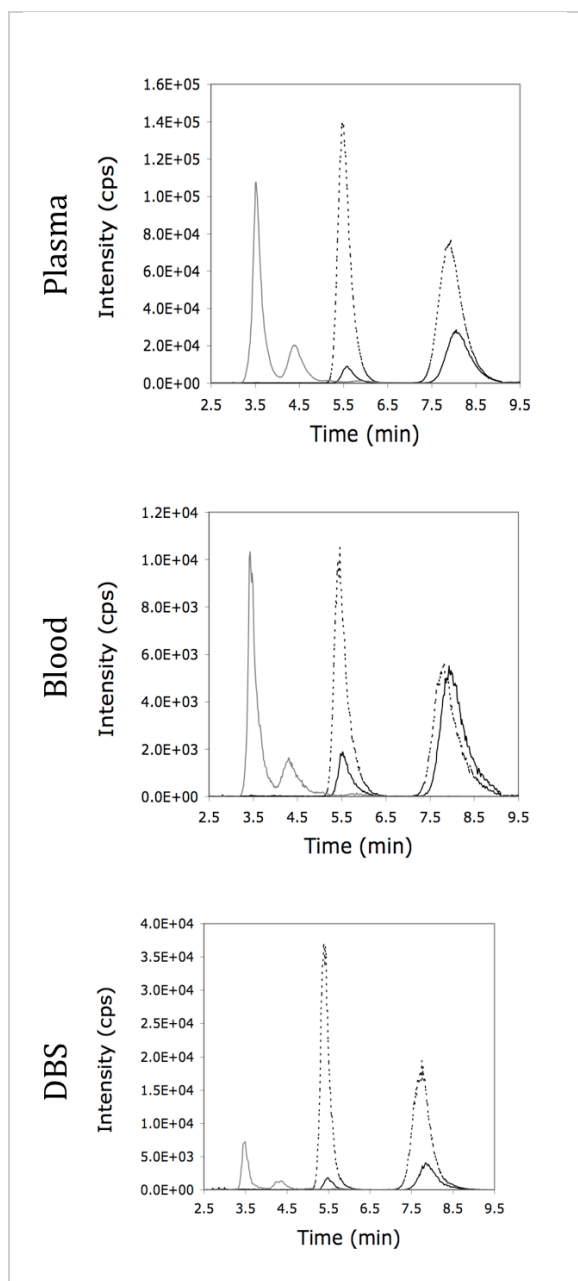 Plasma
Intensity (cps)
1.6E+05
1.4E+05
1.2E+05
1.0E+05
8.0E+04
6.0E+04
4.0E+04
2.0E+04
0.0E+00
2.5 3.5 4.5 5.5 6.5 7.5 8.5 9.5
Time (min)
Blood
Intensity (cps)
1.2E+04
1.0E+04
8.0E+03
6.0E+03
4.0E+03
2.0E+03
0.0E+00
2.5 3.5 4.5 5.5 6.5 7.5 8.5 9.5
Time (min)
DBS
Intensity (cps)
4.0E+04
3.5E+04
3.0E+04
2.5E+04
2.0E+04
1.5E+04
1.0E+04
5.0E+03
0.0E+00
2.5 3.5 4.5 5.5 6.5 7.5 8.5 9.5
Time (min)